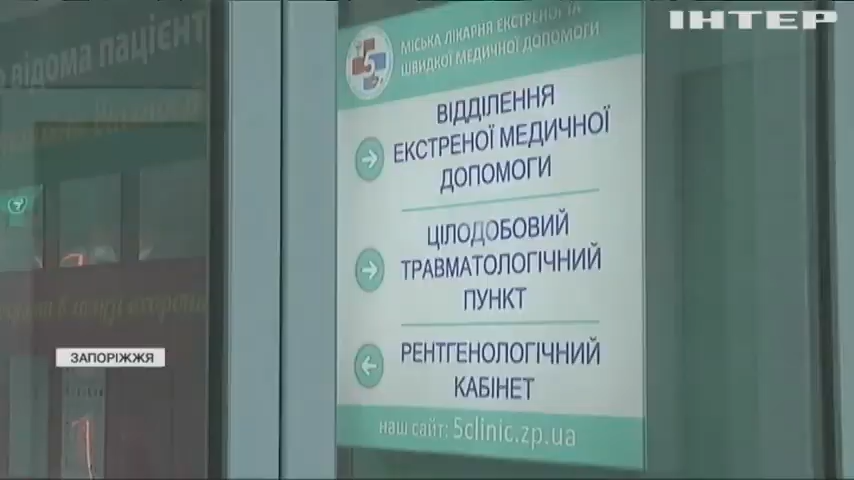 ІНТЕР
о відома пацієнт
МІСЬКА ЛІКАРНЯ ЕКСТРЕНОЇ ТА
ШВИДКОЇ МЕДИЧНОЇ ДОПОМОГИ
5
ВІДДІЛЕННЯ
ЕКСТРЕНОЇ МЕДИЧНОЇ
ДОПОМОГИ
ЦІЛОДОБОВИЙ
ТРАВМАТОЛОГІЧНИЙ
ПУНКТ
РЕНТГЕНОЛОГІЧНИЙ
КАБІНЕТ
наш сайт: 5clinic.zp.ua
ЗАПОРІЖЖЯ